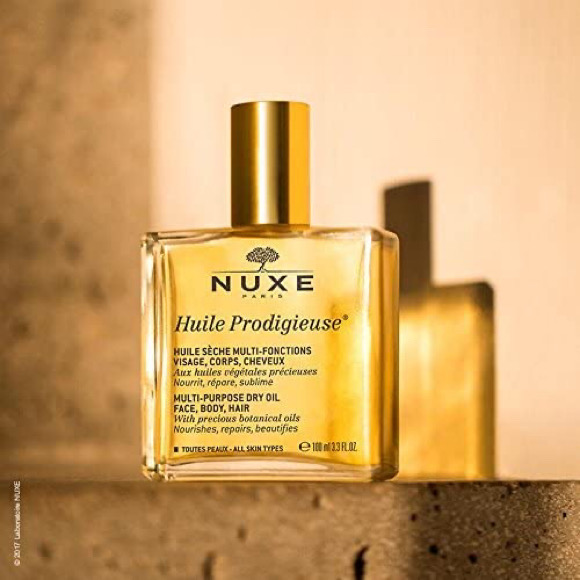 NUXE
PARIS
Huile Prodigieuse®
HUILE SÈCHE MULTI-FONCTIONS
VISAGE, CORPS, CHEVEUX
Aux huiles végétales précieuses
Nourrit, répare, sublime
MULTI-PURPOSE DRY OIL
FACE, BODY, HAIR
With precious botanical oils
Nourishes, repairs, beautifies
■ TOUTES PEAUX - ALL SKIN TYPES
℮ 100 ml 3.3 FL.OZ.
© 2017 Laboratoire NUXE